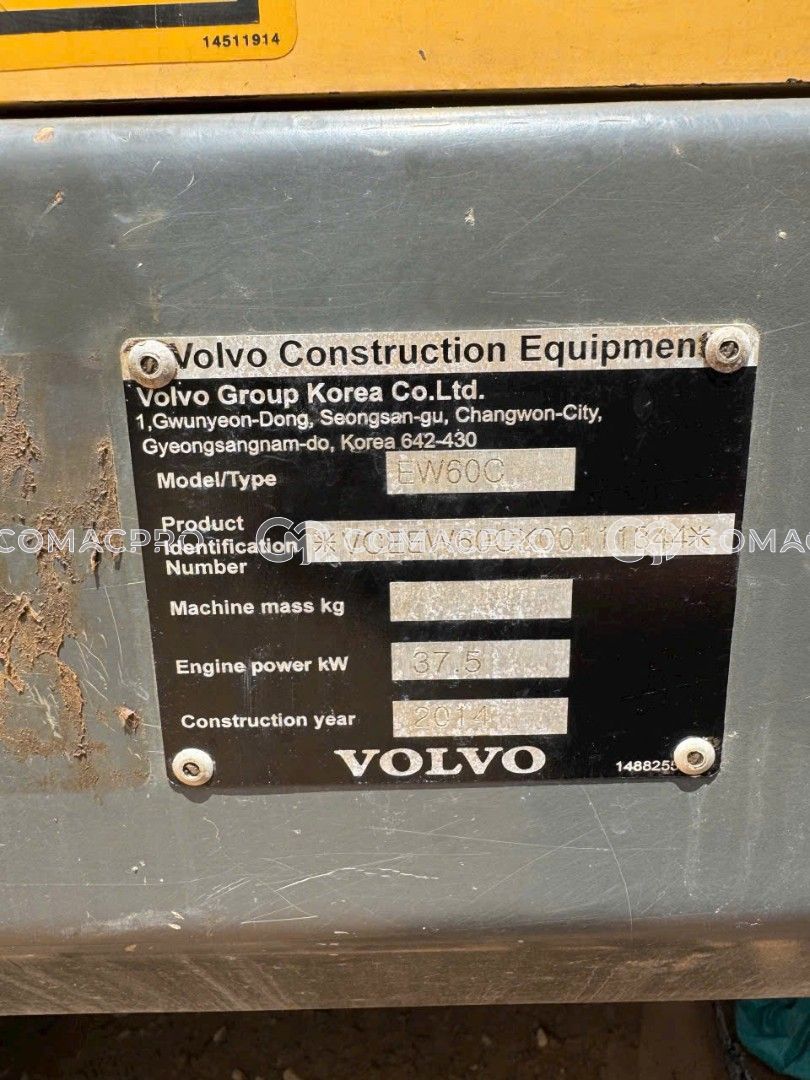 14511914
Volvo Construction Equipment
Volvo Group Korea Co.Ltd.
1,Gwunyeon-Dong, Seongsan-gu, Changwon-City,
Gyeongsangnam-do, Korea 642-430
Model/Type EW60C
Product
Identification
Number
Machine mass kg
Engine power kW 37.5
Construction year 2014
VOLVO
COMACPRO
COMACPRO